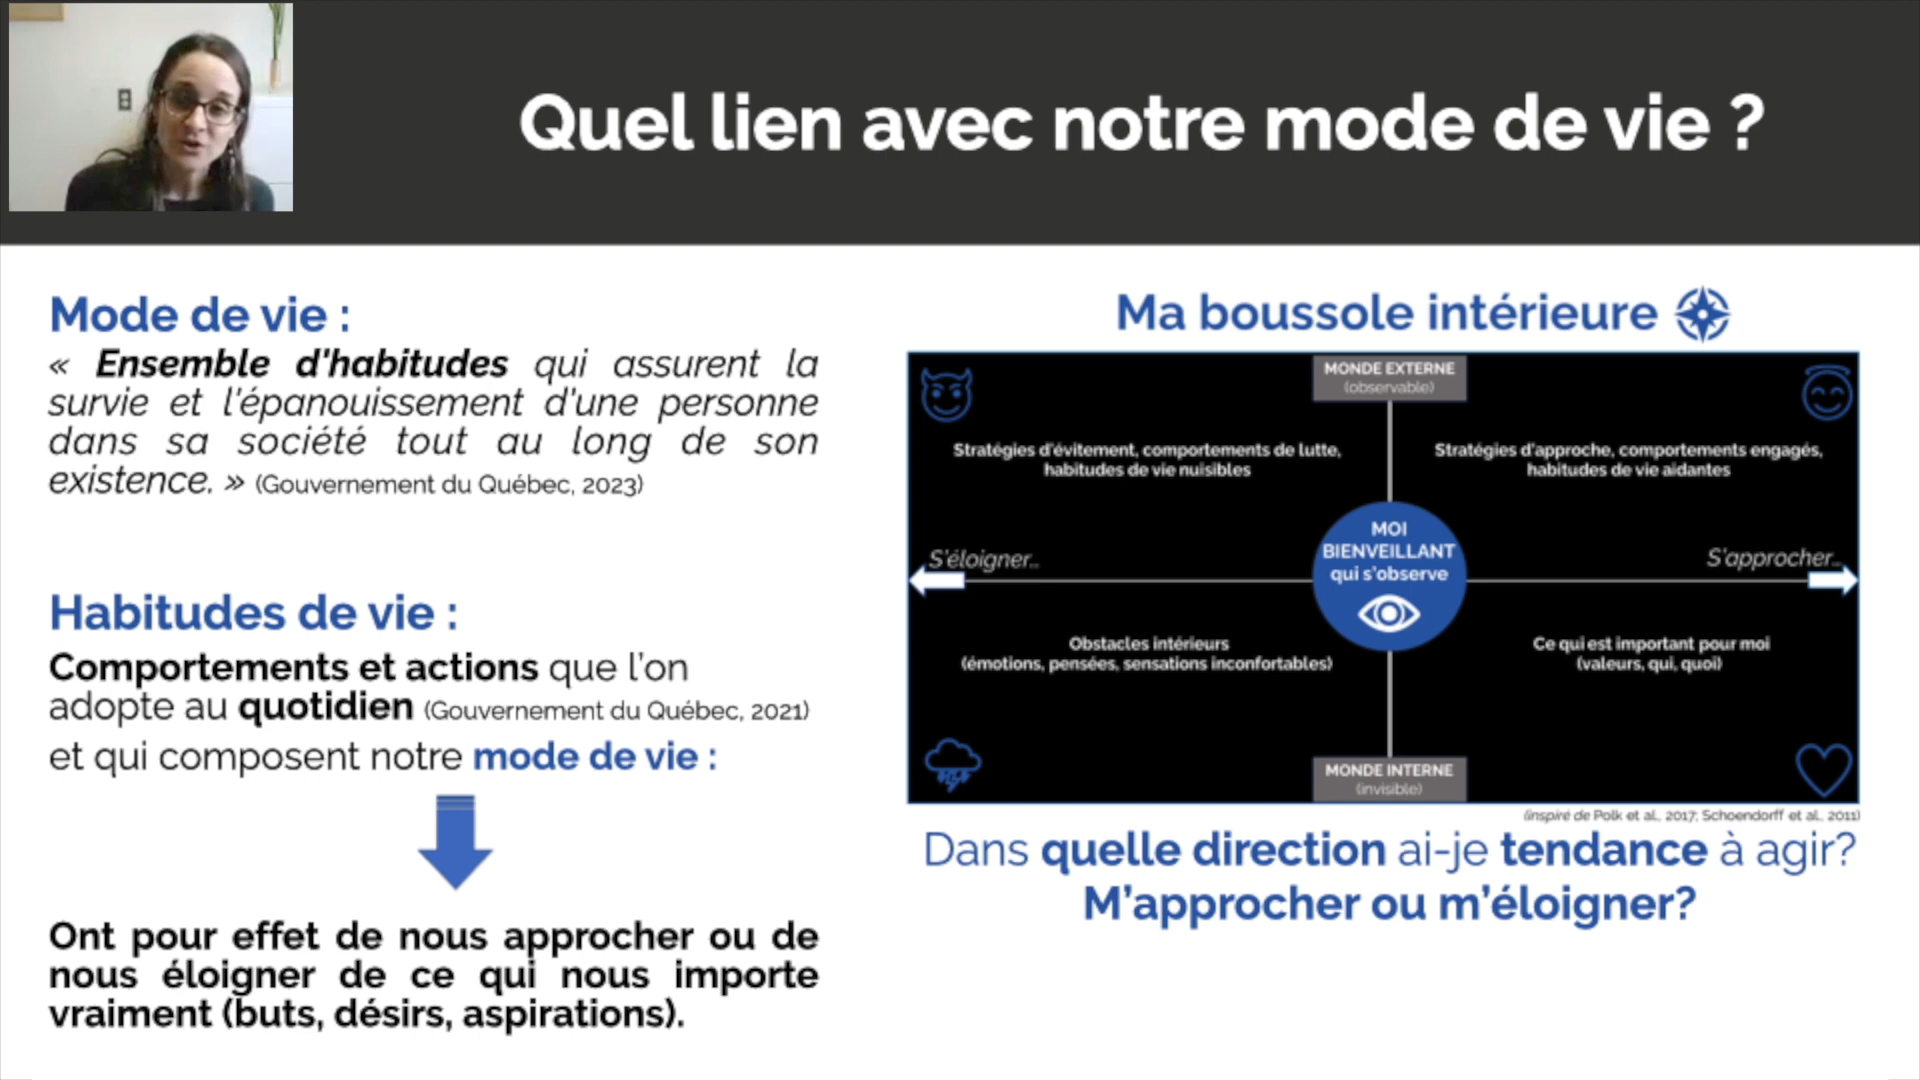 Quel lien avec notre mode de vie ?
Mode de vie :
« Ensemble d'habitudes qui assurent la
survie et l'épanouissement d'une personne
dans sa société tout au long de son
existence. » (Gouvernement du Québec, 2023)
Habitudes de vie :
Comportements et actions que l'on
adopte au quotidien (Gouvernement du Québec, 2021)
et qui composent notre mode de vie :
Ont pour effet de nous approcher ou de
nous éloigner de ce qui nous importe
vraiment (buts, désirs, aspirations).
Ma boussole intérieure
MONDE EXTERNE
(observable)
Stratégies d'évitement, comportements de lutte,
habitudes de vie nuisibles
Stratégies d'approche, comportements engagés,
habitudes de vie aidantes
MOI
BIENVEILLANT
qui s'observe
S'éloigner...
S'approcher...
Obstacles intérieurs
(émotions, pensées, sensations inconfortables)
Ce qui est important pour moi
(valeurs, qui, quoi)
MONDE INTERNE
(invisible)
(inspiré de Polk et al., 2017; Schoendorff et al., 2011)
Dans quelle direction ai-je tendance à agir?
M'approcher ou m'éloigner?